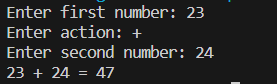 Enter first number: 23
Enter action: +
Enter second number: 24
23 + 24 = 47